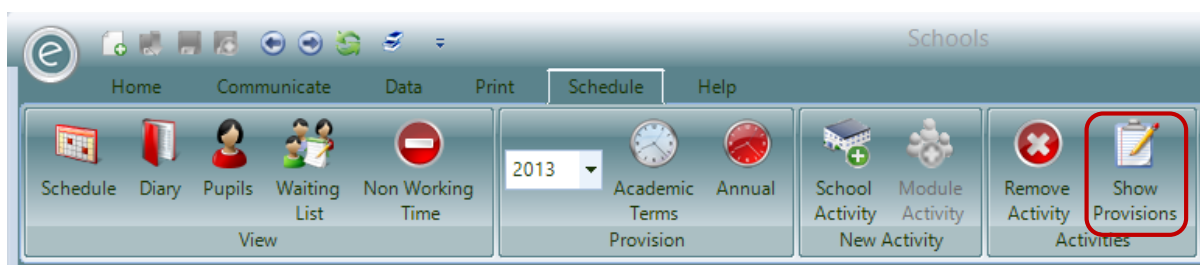 e
Schools
Home Communicate Data Print Schedule Help
Schedule Diary Pupils Waiting List Non Working Time
View
2013 Academic Terms Annual
Provision
School Activity Module Activity
New Activity
Remove Activity Show Provisions
Activities